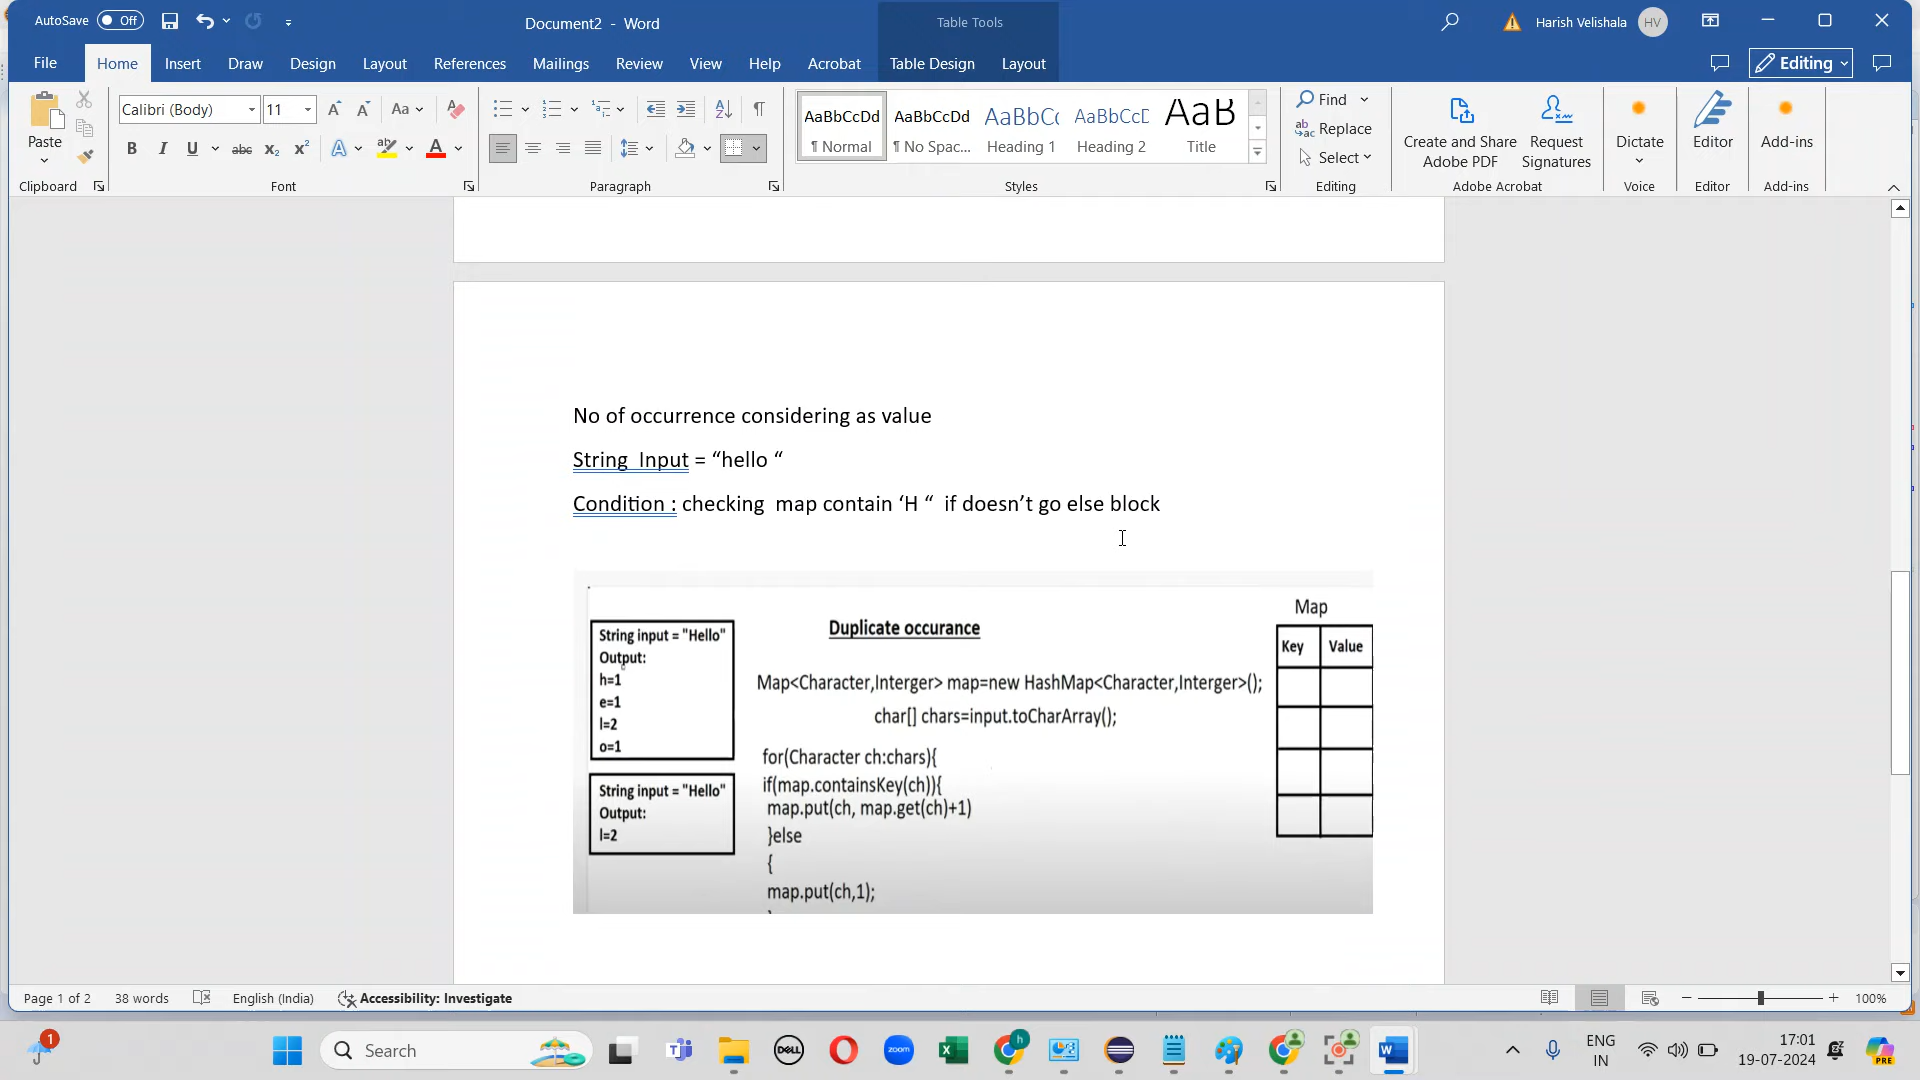 AutoSave Off
Document2 - Word
Table Tools
Harish Velishala HV
File Home Insert Draw Design Layout References Mailings Review View Help Acrobat Table Design Layout
Editing
Paste
Calibri (Body) 11
Aa
AaBbCcDd AaBbCcDd AaBbCc AaBbCcD AaB
¶ Normal ¶ No Spac... Heading 1 Heading 2 Title
Find
Replace
Select
Create and Share Adobe PDF
Request Signatures
Dictate
Editor
Add-ins
Clipboard Font Paragraph Styles Editing Adobe Acrobat Voice Editor Add-ins
No of occurrence considering as value
String Input = “hello “
Condition : checking map contain ‘H “ if doesn’t go else block
String input = "Hello"
Output:
h=1
e=1
l=2
o=1
String input = "Hello"
Output:
l=2
Duplicate occurance
Map<Character,Interger> map=new HashMap<Character,Interger>();
char[] chars=input.toCharArray();
for(Character ch:chars){
if(map.containsKey(ch)){
map.put(ch, map.get(ch)+1)
}else
{
map.put(ch,1);
Map
Key Value
Page 1 of 2 38 words English (India) Accessibility: Investigate 100%
1
Search
DELL
zoom
h
ENG
IN
17:01
19-07-2024
PRE